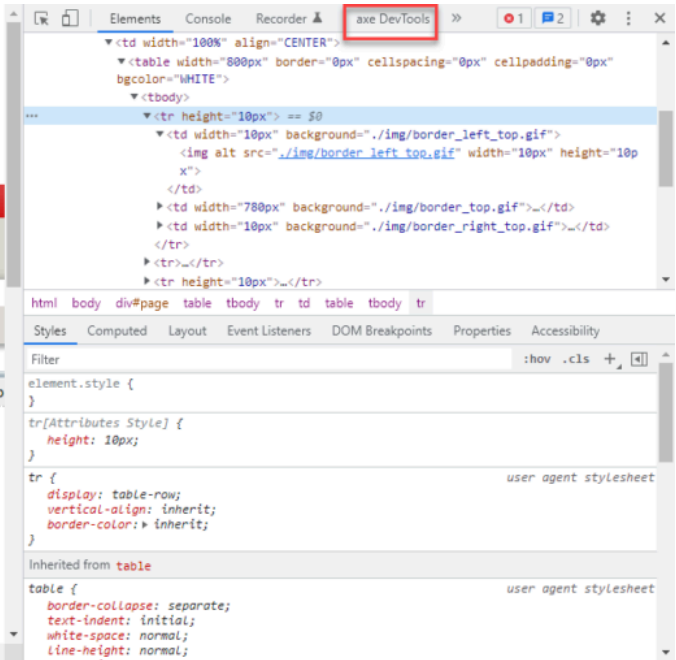 Elements Console Recorder axe DevTools » 1 2
<td width="100%" align="CENTER">
<table width="800px" border="0px" cellspacing="0px" cellpadding="0px"
bgcolor="WHITE">
<tbody>
<tr height="10px"> == $0
<td width="10px" background="./img/border_left_top.gif">
<img alt src="./img/border_left_top.gif" width="10px" height="10p
x">
</td>
<td width="780px" background="./img/border_top.gif">…</td>
<td width="10px" background="./img/border_right_top.gif">…</td>
</tr>
<tr>…</tr>
<tr height="10px">…</tr>
html body div#page table tbody tr td table tbody tr
Styles Computed Layout Event Listeners DOM Breakpoints Properties Accessibility
Filter :hov .cls +
element.style {
}
tr[Attributes Style] {
height: 10px;
}
tr { user agent stylesheet
display: table-row;
vertical-align: inherit;
border-color: inherit;
}
Inherited from table
table { user agent stylesheet
border-collapse: separate;
text-indent: initial;
white-space: normal;
line-height: normal;